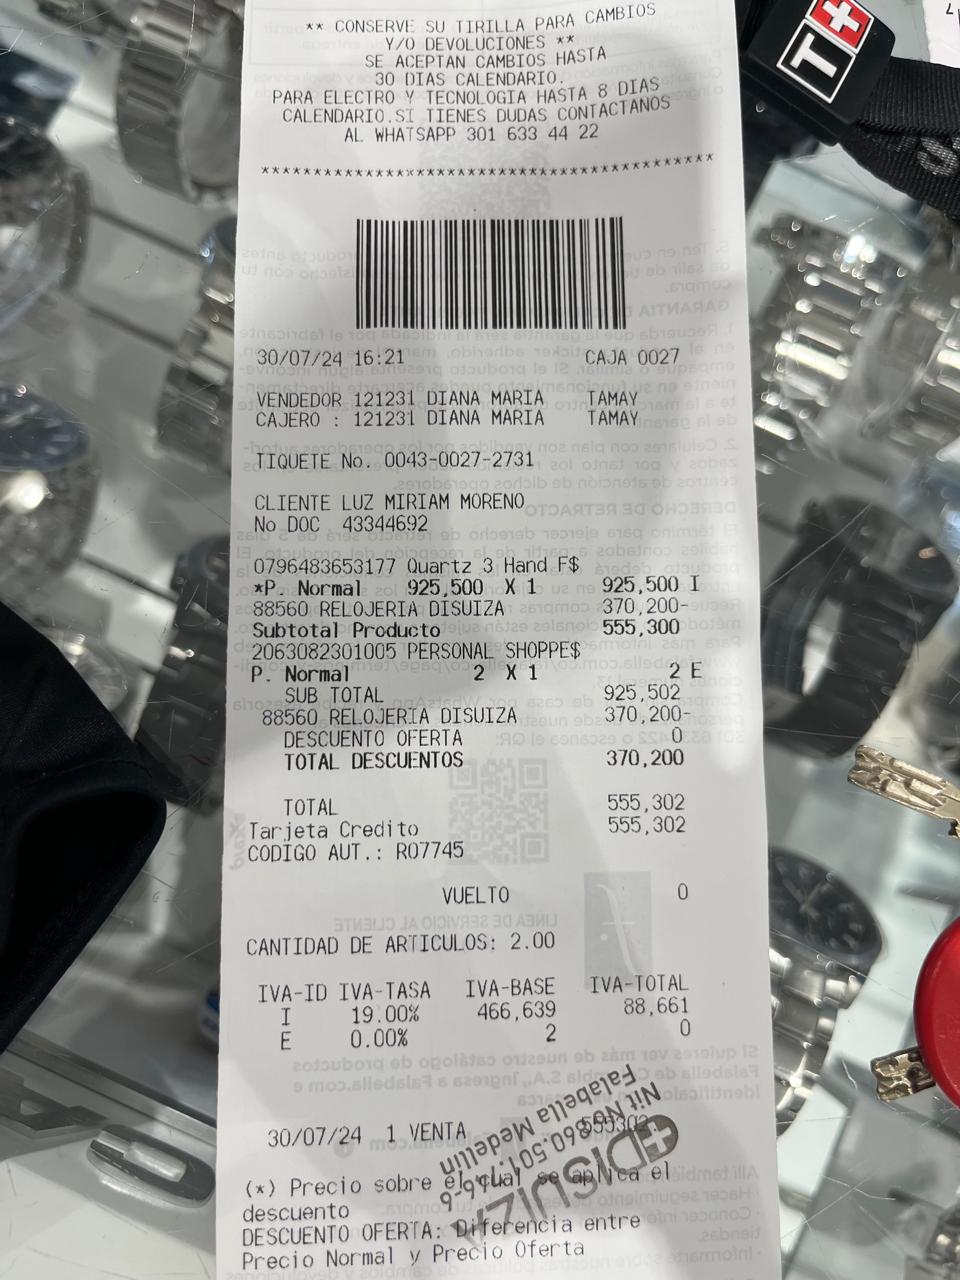 ** CONSERVE SU TIRILLA PARA CAMBIOS
Y/O DEVOLUCIONES **
SE ACEPTAN CAMBIOS HASTA
30 DIAS CALENDARIO.
PARA ELECTRO Y TECNOLOGIA HASTA 8 DIAS
CALENDARIO.SI TIENES DUDAS CONTACTANOS
AL WHATSAPP 301 633 44 22
****************************************
30/07/24 16:21 CAJA 0027
VENDEDOR 121231 DIANA MARIA TAMAY
CAJERO : 121231 DIANA MARIA TAMAY
TIQUETE No. 0043-0027-2731
CLIENTE LUZ MIRIAM MORENO
No DOC 43344692
0796483653177 Quartz 3 Hand F$
*P. Normal 925,500 X 1 925,500 I
88560 RELOJERIA DISUIZA 370,200-
Subtotal Producto 555,300
2063082301005 PERSONAL SHOPPE$
P. Normal 2 X 1 2 E
SUB TOTAL 925,502
88560 RELOJERIA DISUIZA 370,200-
DESCUENTO OFERTA 0
TOTAL DESCUENTOS 370,200
TOTAL 555,302
Tarjeta Credito 555,302
CODIGO AUT.: R07745
VUELTO 0
CANTIDAD DE ARTICULOS: 2.00
IVA-ID IVA-TASA IVA-BASE IVA-TOTAL
I 19.00% 466,639 88,661
E 0.00% 2 0
30/07/24 1 VENTA 555302
(*) Precio sobre el cual se aplica el
descuento
DESCUENTO OFERTA: Diferencia entre
Precio Normal y Precio Oferta
DISUIZA
Nit No 860.501.746-6
Falabella Medellin
T+